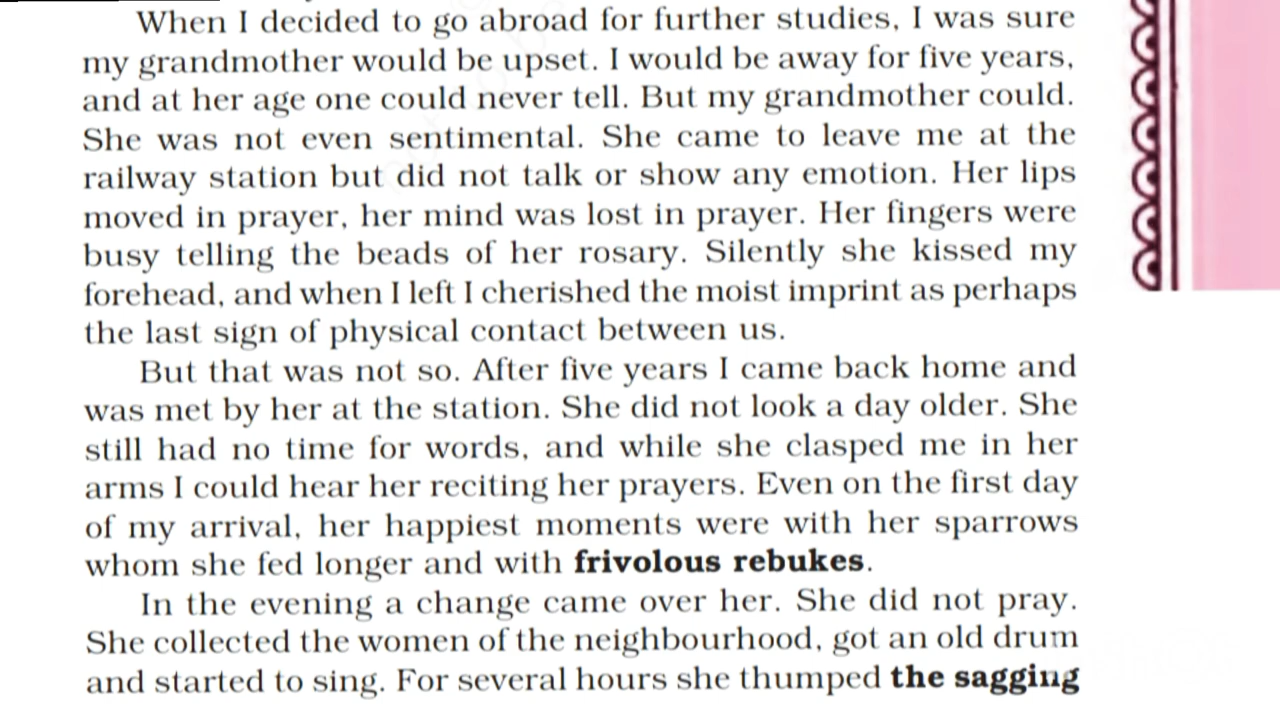 When I decided to go abroad for further studies, I was sure
my grandmother would be upset. I would be away for five years,
and at her age one could never tell. But my grandmother could.
She was not even sentimental. She came to leave me at the
railway station but did not talk or show any emotion. Her lips
moved in prayer, her mind was lost in prayer. Her fingers were
busy telling the beads of her rosary. Silently she kissed my
forehead, and when I left I cherished the moist imprint as perhaps
the last sign of physical contact between us.
But that was not so. After five years I came back home and
was met by her at the station. She did not look a day older. She
still had no time for words, and while she clasped me in her
arms I could hear her reciting her prayers. Even on the first day
of my arrival, her happiest moments were with her sparrows
whom she fed longer and with frivolous rebukes.
In the evening a change came over her. She did not pray.
She collected the women of the neighbourhood, got an old drum
and started to sing. For several hours she thumped the sagging